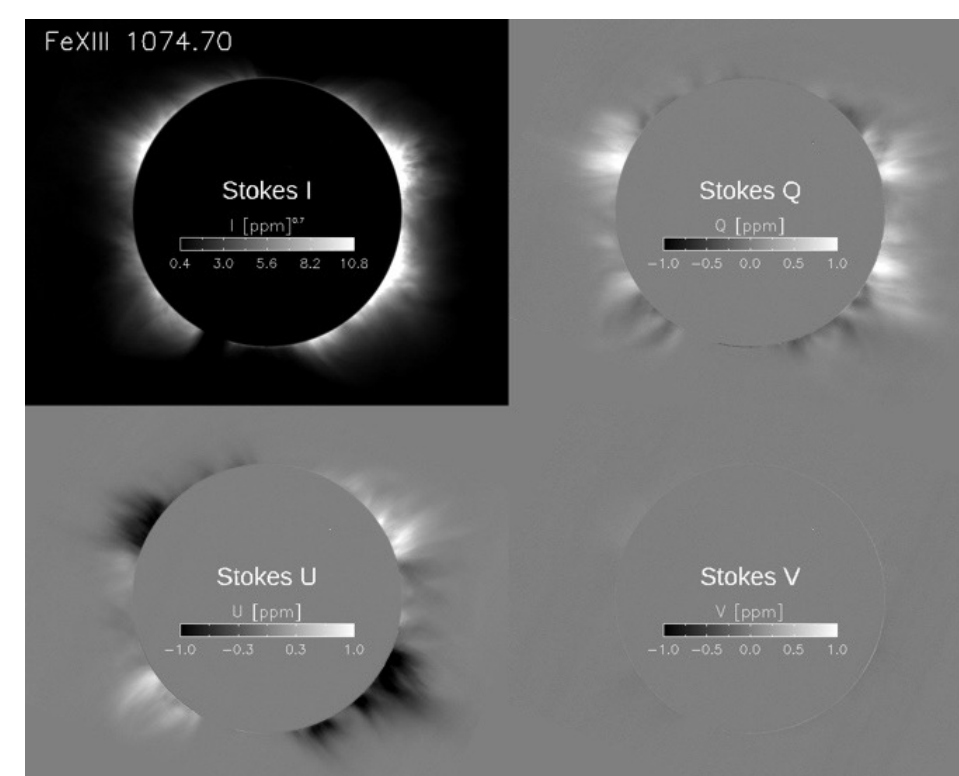 FeXIII 1074.70
Stokes I
I [ppm]^0.7
0.4 3.0 5.6 8.2 10.8
Stokes Q
Q [ppm]
−1.0 −0.5 0.0 0.5 1.0
Stokes U
U [ppm]
−1.0 −0.3 0.3 1.0
Stokes V
V [ppm]
−1.0 −0.5 0.0 0.5 1.0